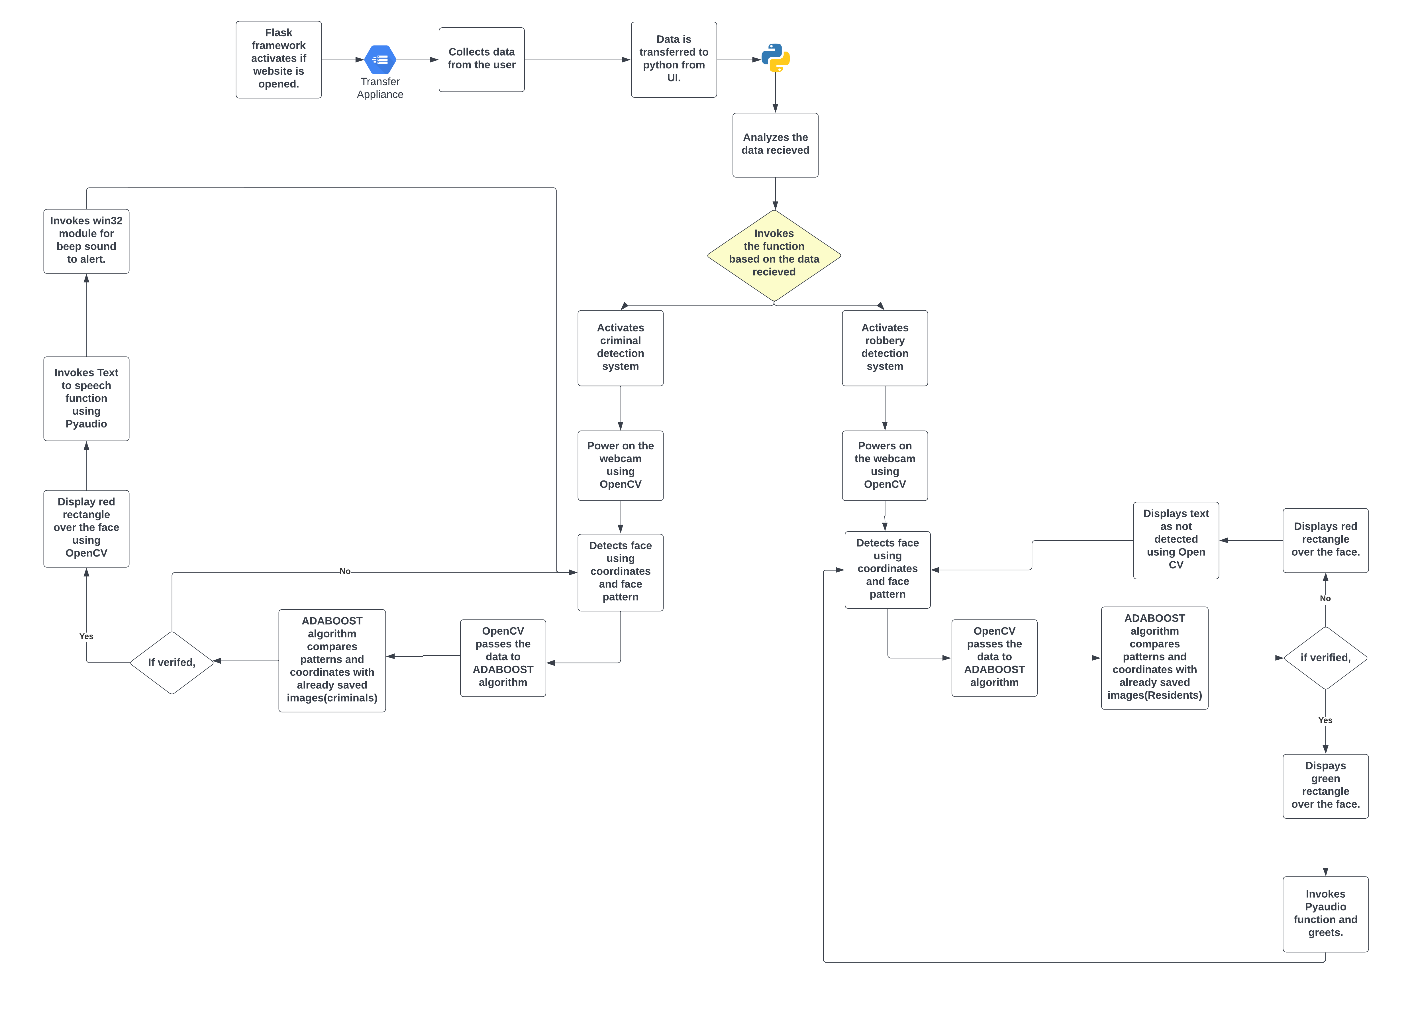 Flask
framework
activates if
website is
opened.
Transfer
Appliance
Collects data
from the user
Data is
transferred to
python from
UI.
Analyzes the
data recieved
Invokes
the function
based on the data
recieved
Invokes win32
module for
beep sound
to alert.
Invokes Text
to speech
function
using
Pyaudio
Display red
rectangle
over the face
using
OpenCV
Yes
If verifed,
No
ADABOOST
algorithm
compares
patterns and
coordinates with
already saved
images(criminals)
OpenCV
passes the
data to
ADABOOST
algorithm
Activates
criminal
detection
system
Power on the
webcam
using
OpenCV
Detects face
using
coordinates
and face
pattern
Activates
robbery
detection
system
Powers on
the webcam
using
OpenCV
Detects face
using
coordinates
and face
pattern
OpenCV
passes the
data to
ADABOOST
algorithm
ADABOOST
algorithm
compares
patterns and
coordinates with
already saved
images(Residents)
Displays text
as not
detected
using Open
CV
Displays red
rectangle
over the face.
No
if verified,
Yes
Dispays
green
rectangle
over the face.
Invokes
Pyaudio
function and
greets.